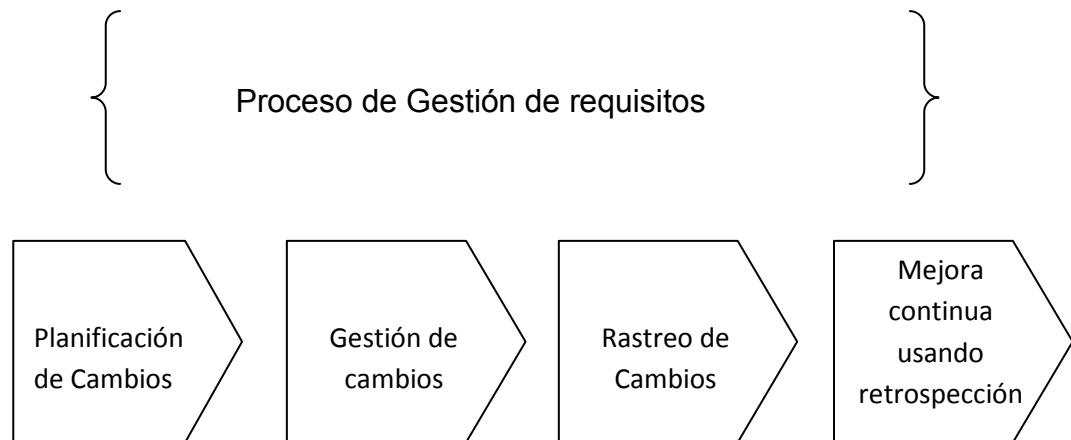 Proceso de Gestión de requisitos
Planificación
de Cambios
Gestión de
cambios
Rastreo de
Cambios
Mejora
continua
usando
retrospección